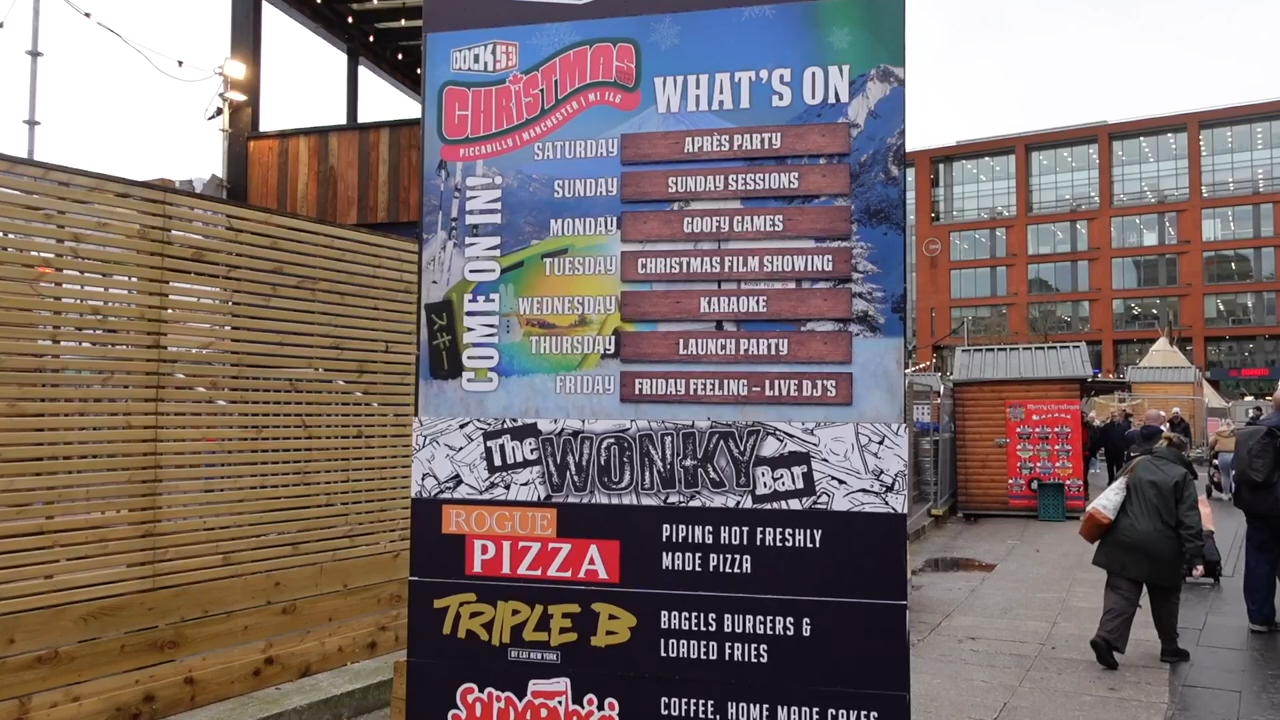 DOCK53
CHRISTMAS
PICCADILLY | MANCHESTER | M1 1LG
WHAT'S ON
COME ON IN!
SATURDAY APRÈS PARTY
SUNDAY SUNDAY SESSIONS
MONDAY GOOFY GAMES
TUESDAY CHRISTMAS FILM SHOWING
WEDNESDAY KARAOKE
THURSDAY LAUNCH PARTY
FRIDAY FRIDAY FEELING – LIVE DJ'S
スキー
The WONKY Bar
ROGUE
PIZZA
PIPING HOT FRESHLY
MADE PIZZA
TRIPLE B
BY EAT NEW YORK
BAGELS BURGERS &
LOADED FRIES
COFFEE, HOME MADE CAKES
Merry Christmas